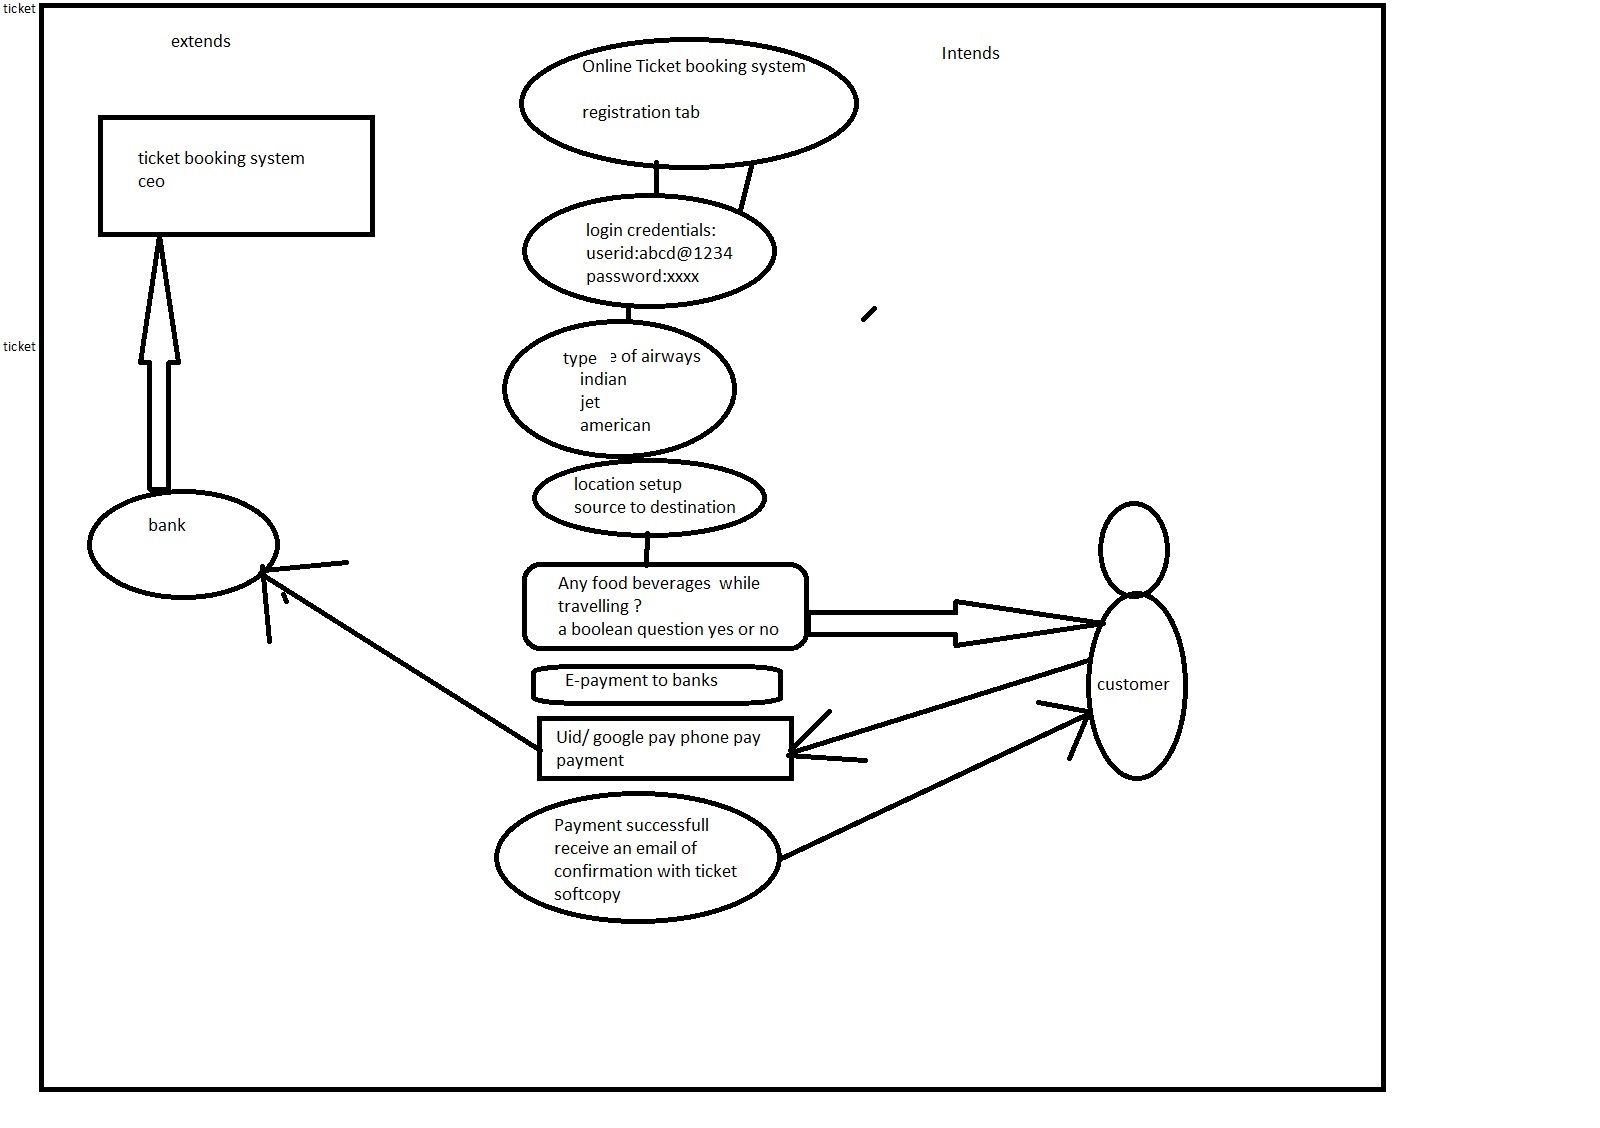 ticket
extends
Intends
Online Ticket booking system
registration tab
ticket booking system
ceo
login credentials:
userid:abcd@1234
password:xxxx
ticket
type e of airways
indian
jet
american
location setup
source to destination
bank
Any food beverages while
travelling ?
a boolean question yes or no
E-payment to banks
customer
Uid/ google pay phone pay
payment
Payment successfull
receive an email of
confirmation with ticket
softcopy